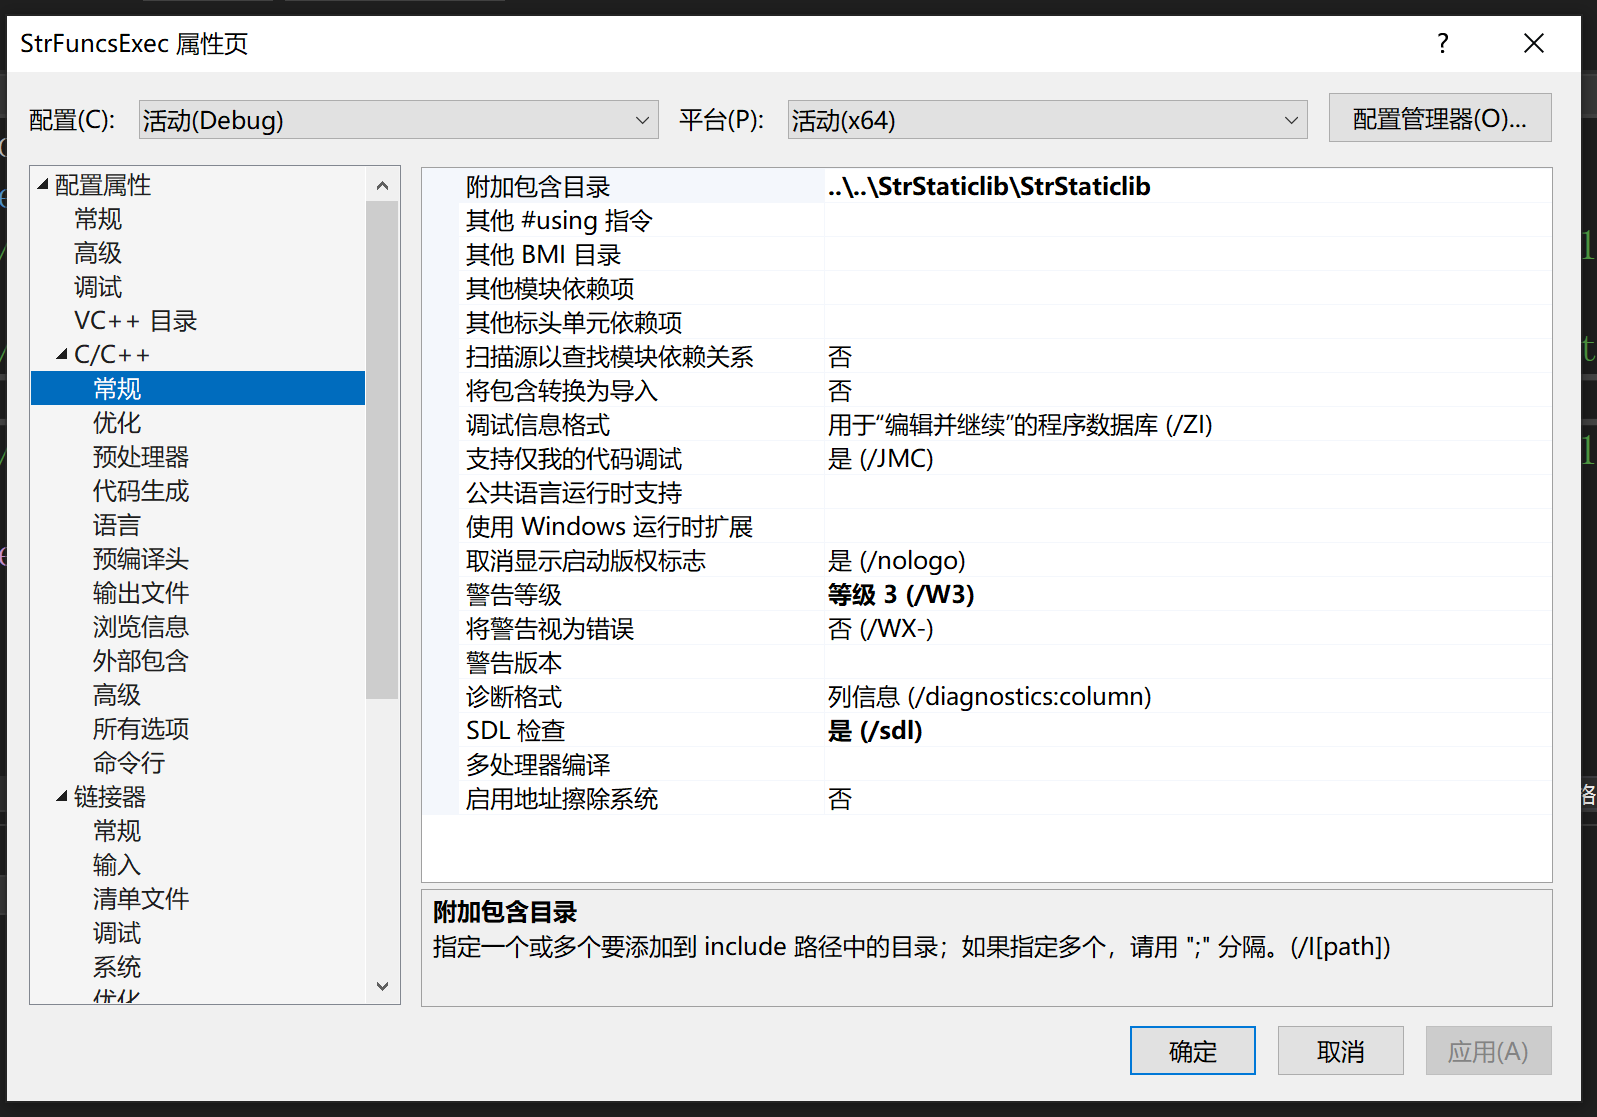 StrFuncsExec 属性页
?
配置(C):
活动(Debug)
平台(P):
活动(x64)
配置管理器(O)...
配置属性
常规
高级
调试
VC++ 目录
C/C++
常规
优化
预处理器
代码生成
语言
预编译头
输出文件
浏览信息
外部包含
高级
所有选项
命令行
链接器
常规
输入
清单文件
调试
系统
优化
附加包含目录 ..\..\StrStaticlib\StrStaticlib
其他 #using 指令
其他 BMI 目录
其他模块依赖项
其他标头单元依赖项
扫描源以查找模块依赖关系 否
将包含转换为导入 否
调试信息格式 用于“编辑并继续”的程序数据库 (/ZI)
支持仅我的代码调试 是 (/JMC)
公共语言运行时支持
使用 Windows 运行时扩展
取消显示启动版权标志 是 (/nologo)
警告等级 等级 3 (/W3)
将警告视为错误 否 (/WX-)
警告版本
诊断格式 列信息 (/diagnostics:column)
SDL 检查 是 (/sdl)
多处理器编译
启用地址擦除系统 否
附加包含目录
指定一个或多个要添加到 include 路径中的目录；如果指定多个，请用 ";" 分隔。(/I[path])
确定
取消
应用(A)